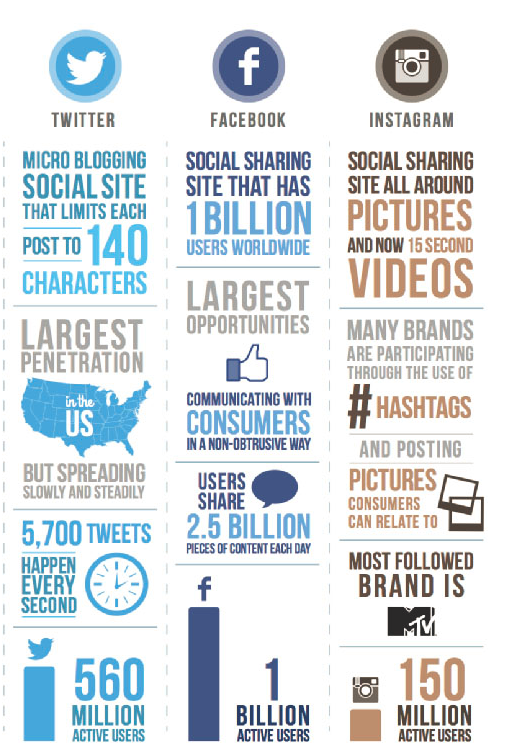 TWITTER
MICRO BLOGGING
SOCIAL SITE
THAT LIMITS EACH
POST TO 140
CHARACTERS
LARGEST
PENETRATION
in the
US
BUT SPREADING
SLOWLY AND STEADILY
5,700 TWEETS
HAPPEN
EVERY
SECOND
560
MILLION
ACTIVE USERS
FACEBOOK
SOCIAL SHARING
SITE THAT HAS
1 BILLION
USERS WORLDWIDE
LARGEST
OPPORTUNITIES
COMMUNICATING WITH
CONSUMERS
IN A NON-OBTRUSIVE WAY
USERS
SHARE
2.5 BILLION
PIECES OF CONTENT EACH DAY
f
1
BILLION
ACTIVE USERS
INSTAGRAM
SOCIAL SHARING
SITE ALL AROUND
PICTURES
AND NOW 15 SECOND
VIDEOS
MANY BRANDS
ARE PARTICIPATING
THROUGH THE USE OF
# HASHTAGS
AND POSTING
PICTURES
CONSUMERS
CAN RELATE TO
MOST FOLLOWED
BRAND IS
MTV
150
MILLION
ACTIVE USERS